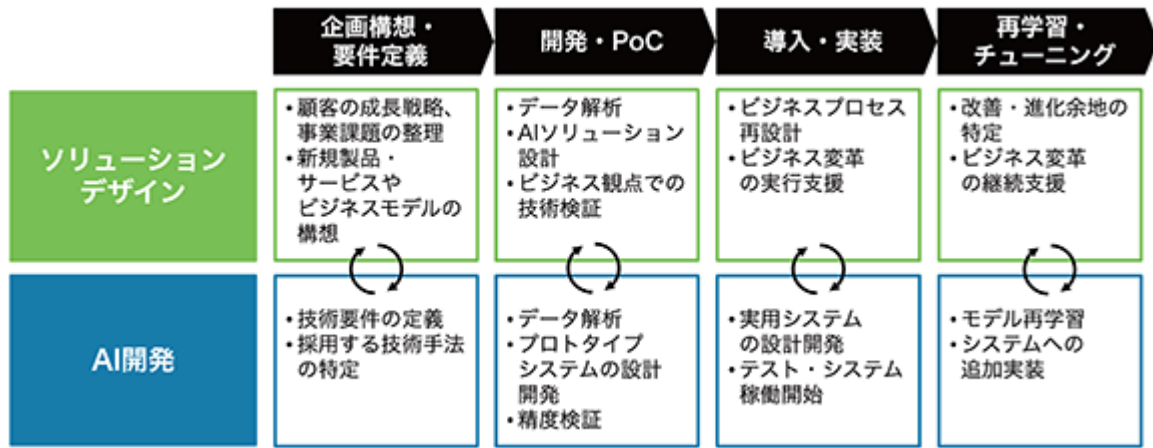 企画構想・
要件定義
開発・PoC
導入・実装
再学習・
チューニング
ソリューション
デザイン
・顧客の成長戦略、
事業課題の整理
・新規製品・
サービスや
ビジネスモデルの
構想
・データ解析
・AIソリューション
設計
・ビジネス観点での
技術検証
・ビジネスプロセス
再設計
・ビジネス変革
の実行支援
・改善・進化余地の
特定
・ビジネス変革
の継続支援
AI開発
・技術要件の定義
・採用する技術手法
の特定
・データ解析
・プロトタイプ
システムの設計
開発
・精度検証
・実用システム
の設計開発
・テスト・システム
稼働開始
・モデル再学習
・システムへの
追加実装